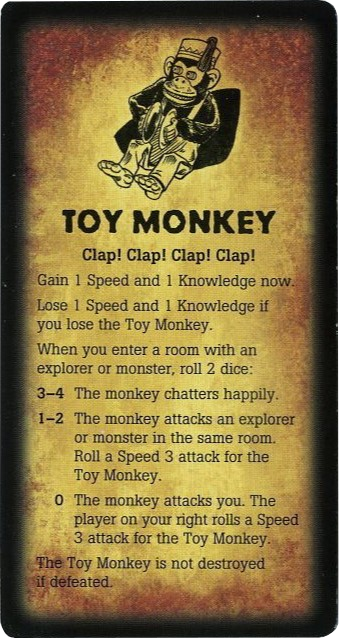 TOY MONKEY
Clap! Clap! Clap! Clap!
Gain 1 Speed and 1 Knowledge now.
Lose 1 Speed and 1 Knowledge if
you lose the Toy Monkey.
When you enter a room with an
explorer or monster, roll 2 dice:
3–4 The monkey chatters happily.
1–2 The monkey attacks an explorer
or monster in the same room.
Roll a Speed 3 attack for the
Toy Monkey.
0 The monkey attacks you. The
player on your right rolls a Speed
3 attack for the Toy Monkey.
The Toy Monkey is not destroyed
if defeated.